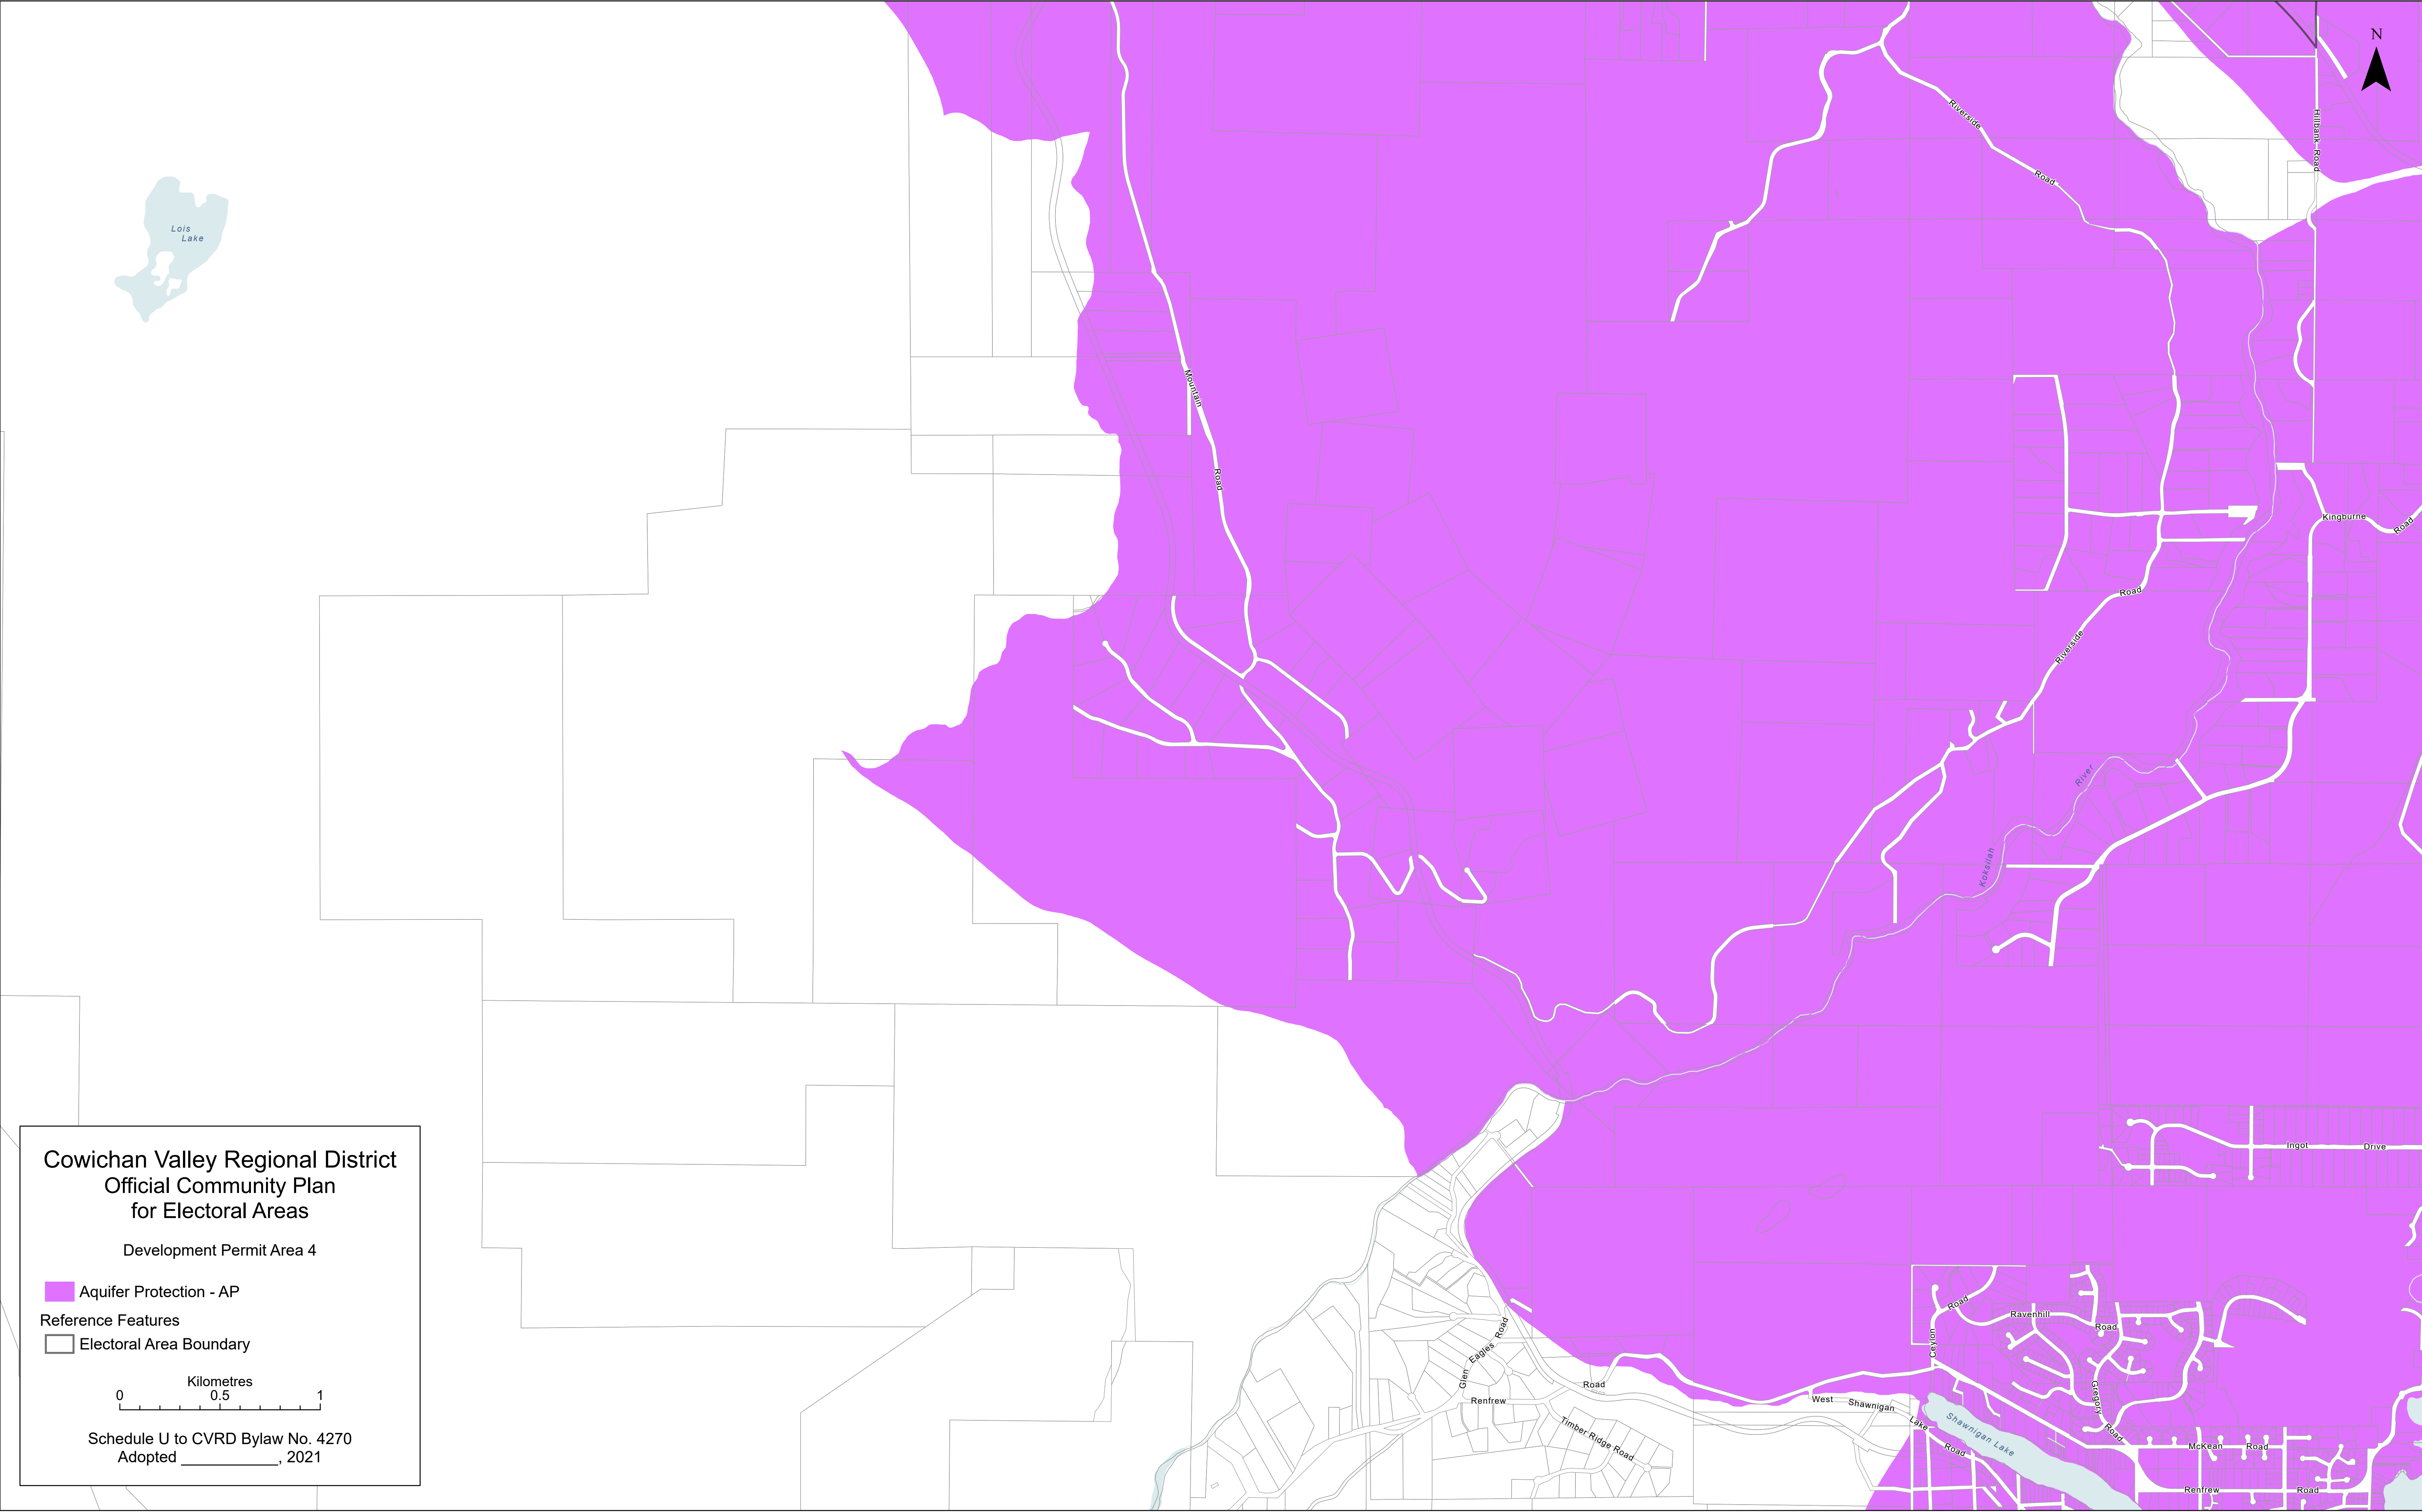 N
Riverside
Road
Hillbank Road
Lois
Lake
Mountain
Road
Kingburne
Road
Road
Riverside
River
Koksilah
Ingot Drive
Road
Ravenhill
Road
Ceylon
Gregory
Road
Glen Eagles Road
Renfrew
Road
Timber Ridge Road
West Shawnigan Lake Road
Shawnigan Lake
McKean Road
Renfrew Road
Cowichan Valley Regional District
Official Community Plan
for Electoral Areas
Development Permit Area 4
Aquifer Protection - AP
Reference Features
Electoral Area Boundary
Kilometres
0 0.5 1
Schedule U to CVRD Bylaw No. 4270
Adopted ____________, 2021